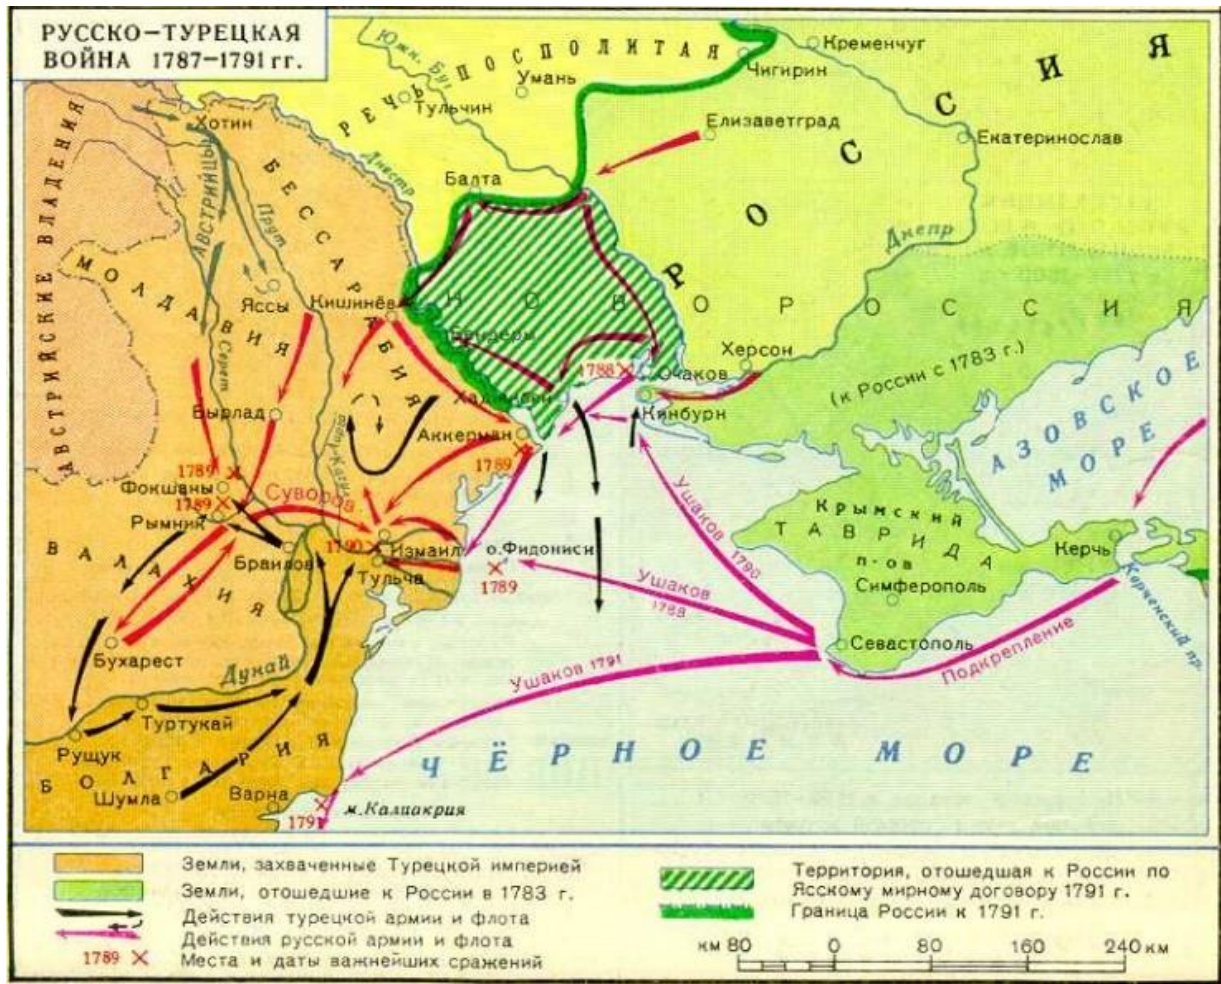 РУССКО-ТУРЕЦКАЯ
ВОЙНА 1787-1791 гг.
РЕЧЬ ПОСПОЛИТАЯ
Южн. Буг
Умань
Тульчин
Кременчуг
Чигирин
РОССИЯ
Елизаветград
Екатеринослав
Хотин
Днестр
Балта
Днепр
АВСТРИЙСКИЕ ВЛАДЕНИЯ
АВСТРИЙЦЫ
Прут
БЕССАРАБИЯ
МОЛДАВИЯ
Яссы
Кишинёв
НОВОРОССИЯ
Бендеры
Серет
Херсон
(к России с 1783 г.)
1788
Очаков
Кинбурн
Хаджибей
АЗОВСКОЕ
МОРЕ
Бырлад
Аккерман
1789
1789
Фокшаны
1789
Рымник
Суворов
Ушаков 1790
Крымский
п-ов
ТАВРИДА
Керчь
Керченский пр.
Симферополь
Севастополь
ВАЛАХИЯ
Браилов
1790
Измаил
Тульча
о.Фидониси
1789
Ушаков
1788
Бухарест
Дунай
Ушаков 1791
Подкрепление
Туртукай
Рущук
БОЛГАРИЯ
Шумла
Варна
1791
м.Калиакрия
ЧЁРНОЕ МОРЕ
Земли, захваченные Турецкой империей
Земли, отошедшие к России в 1783 г.
Действия турецкой армии и флота
Действия русской армии и флота
1789 Места и даты важнейших сражений
Территория, отошедшая к России по
Ясскому мирному договору 1791 г.
Граница России к 1791 г.
км 80 0 80 160 240 км